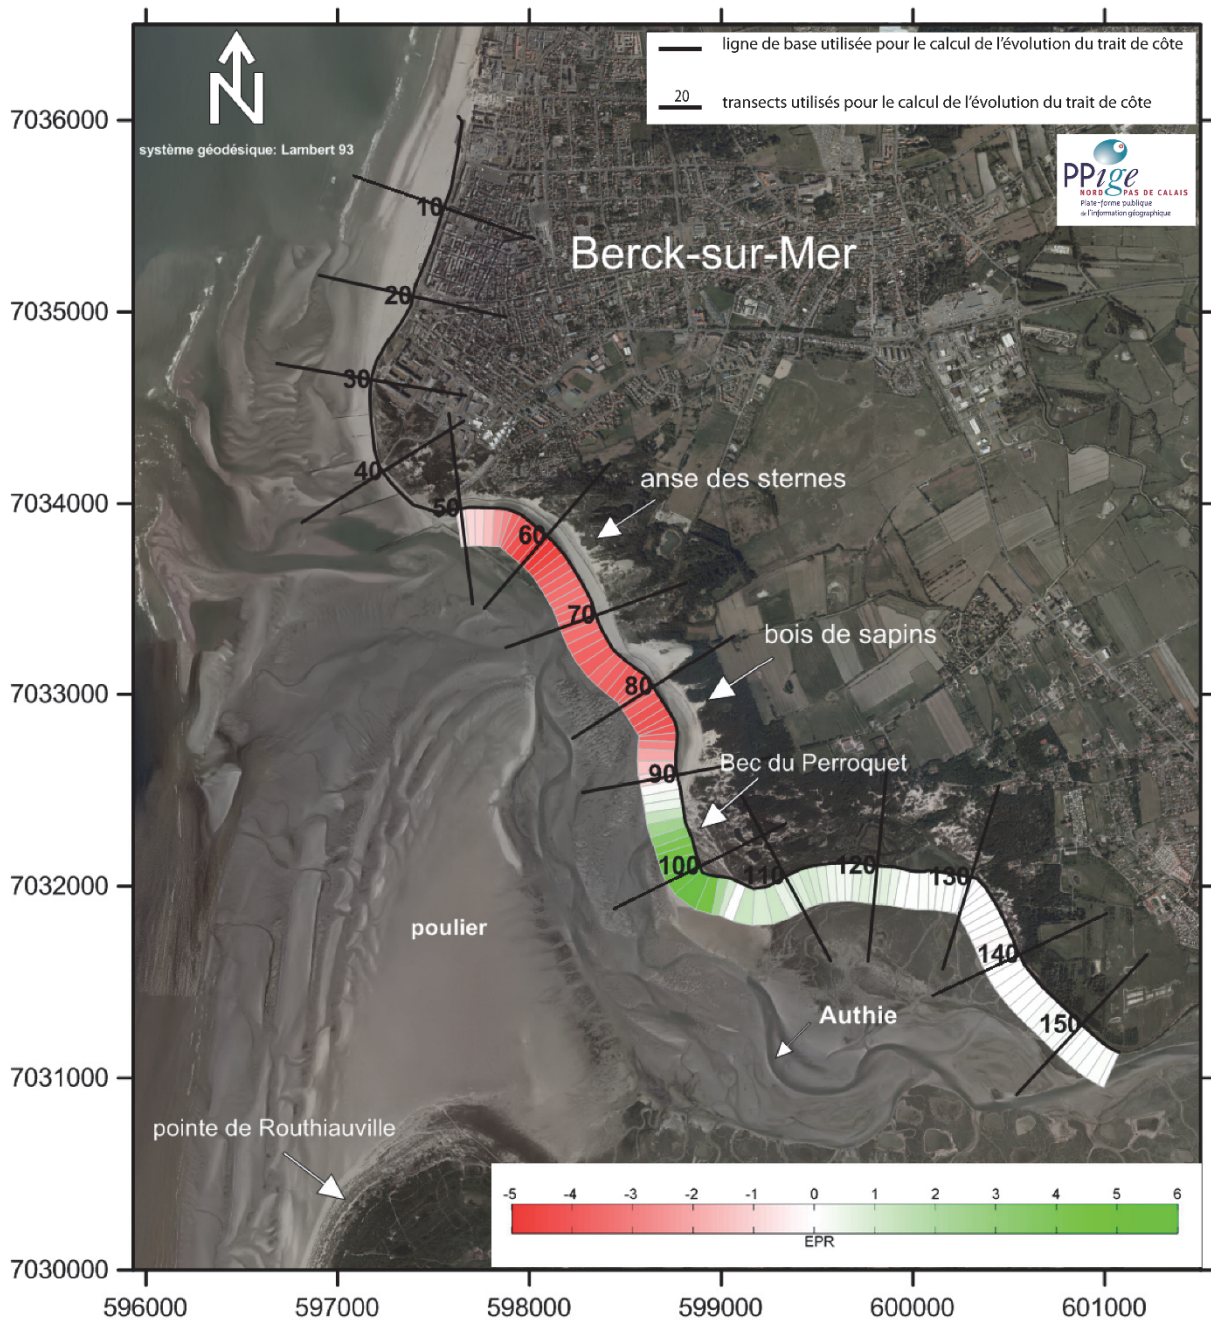 ligne de base utilisée pour le calcul de l'évolution du trait de côte
20
transects utilisés pour le calcul de l'évolution du trait de côte
N
système géodésique: Lambert 93
PPige
NORD PAS DE CALAIS
Plate-forme publique
de l'information géographique
7036000
7035000
7034000
7033000
7032000
7031000
7030000
10
Berck-sur-Mer
20
30
40
anse des sternes
50
60
70
bois de sapins
80
Bec du Perroquet
90
100
110
120
130
poulier
140
Authie
150
pointe de Routhiauville
-5 -4 -3 -2 -1 0 1 2 3 4 5 6
EPR
596000 597000 598000 599000 600000 601000